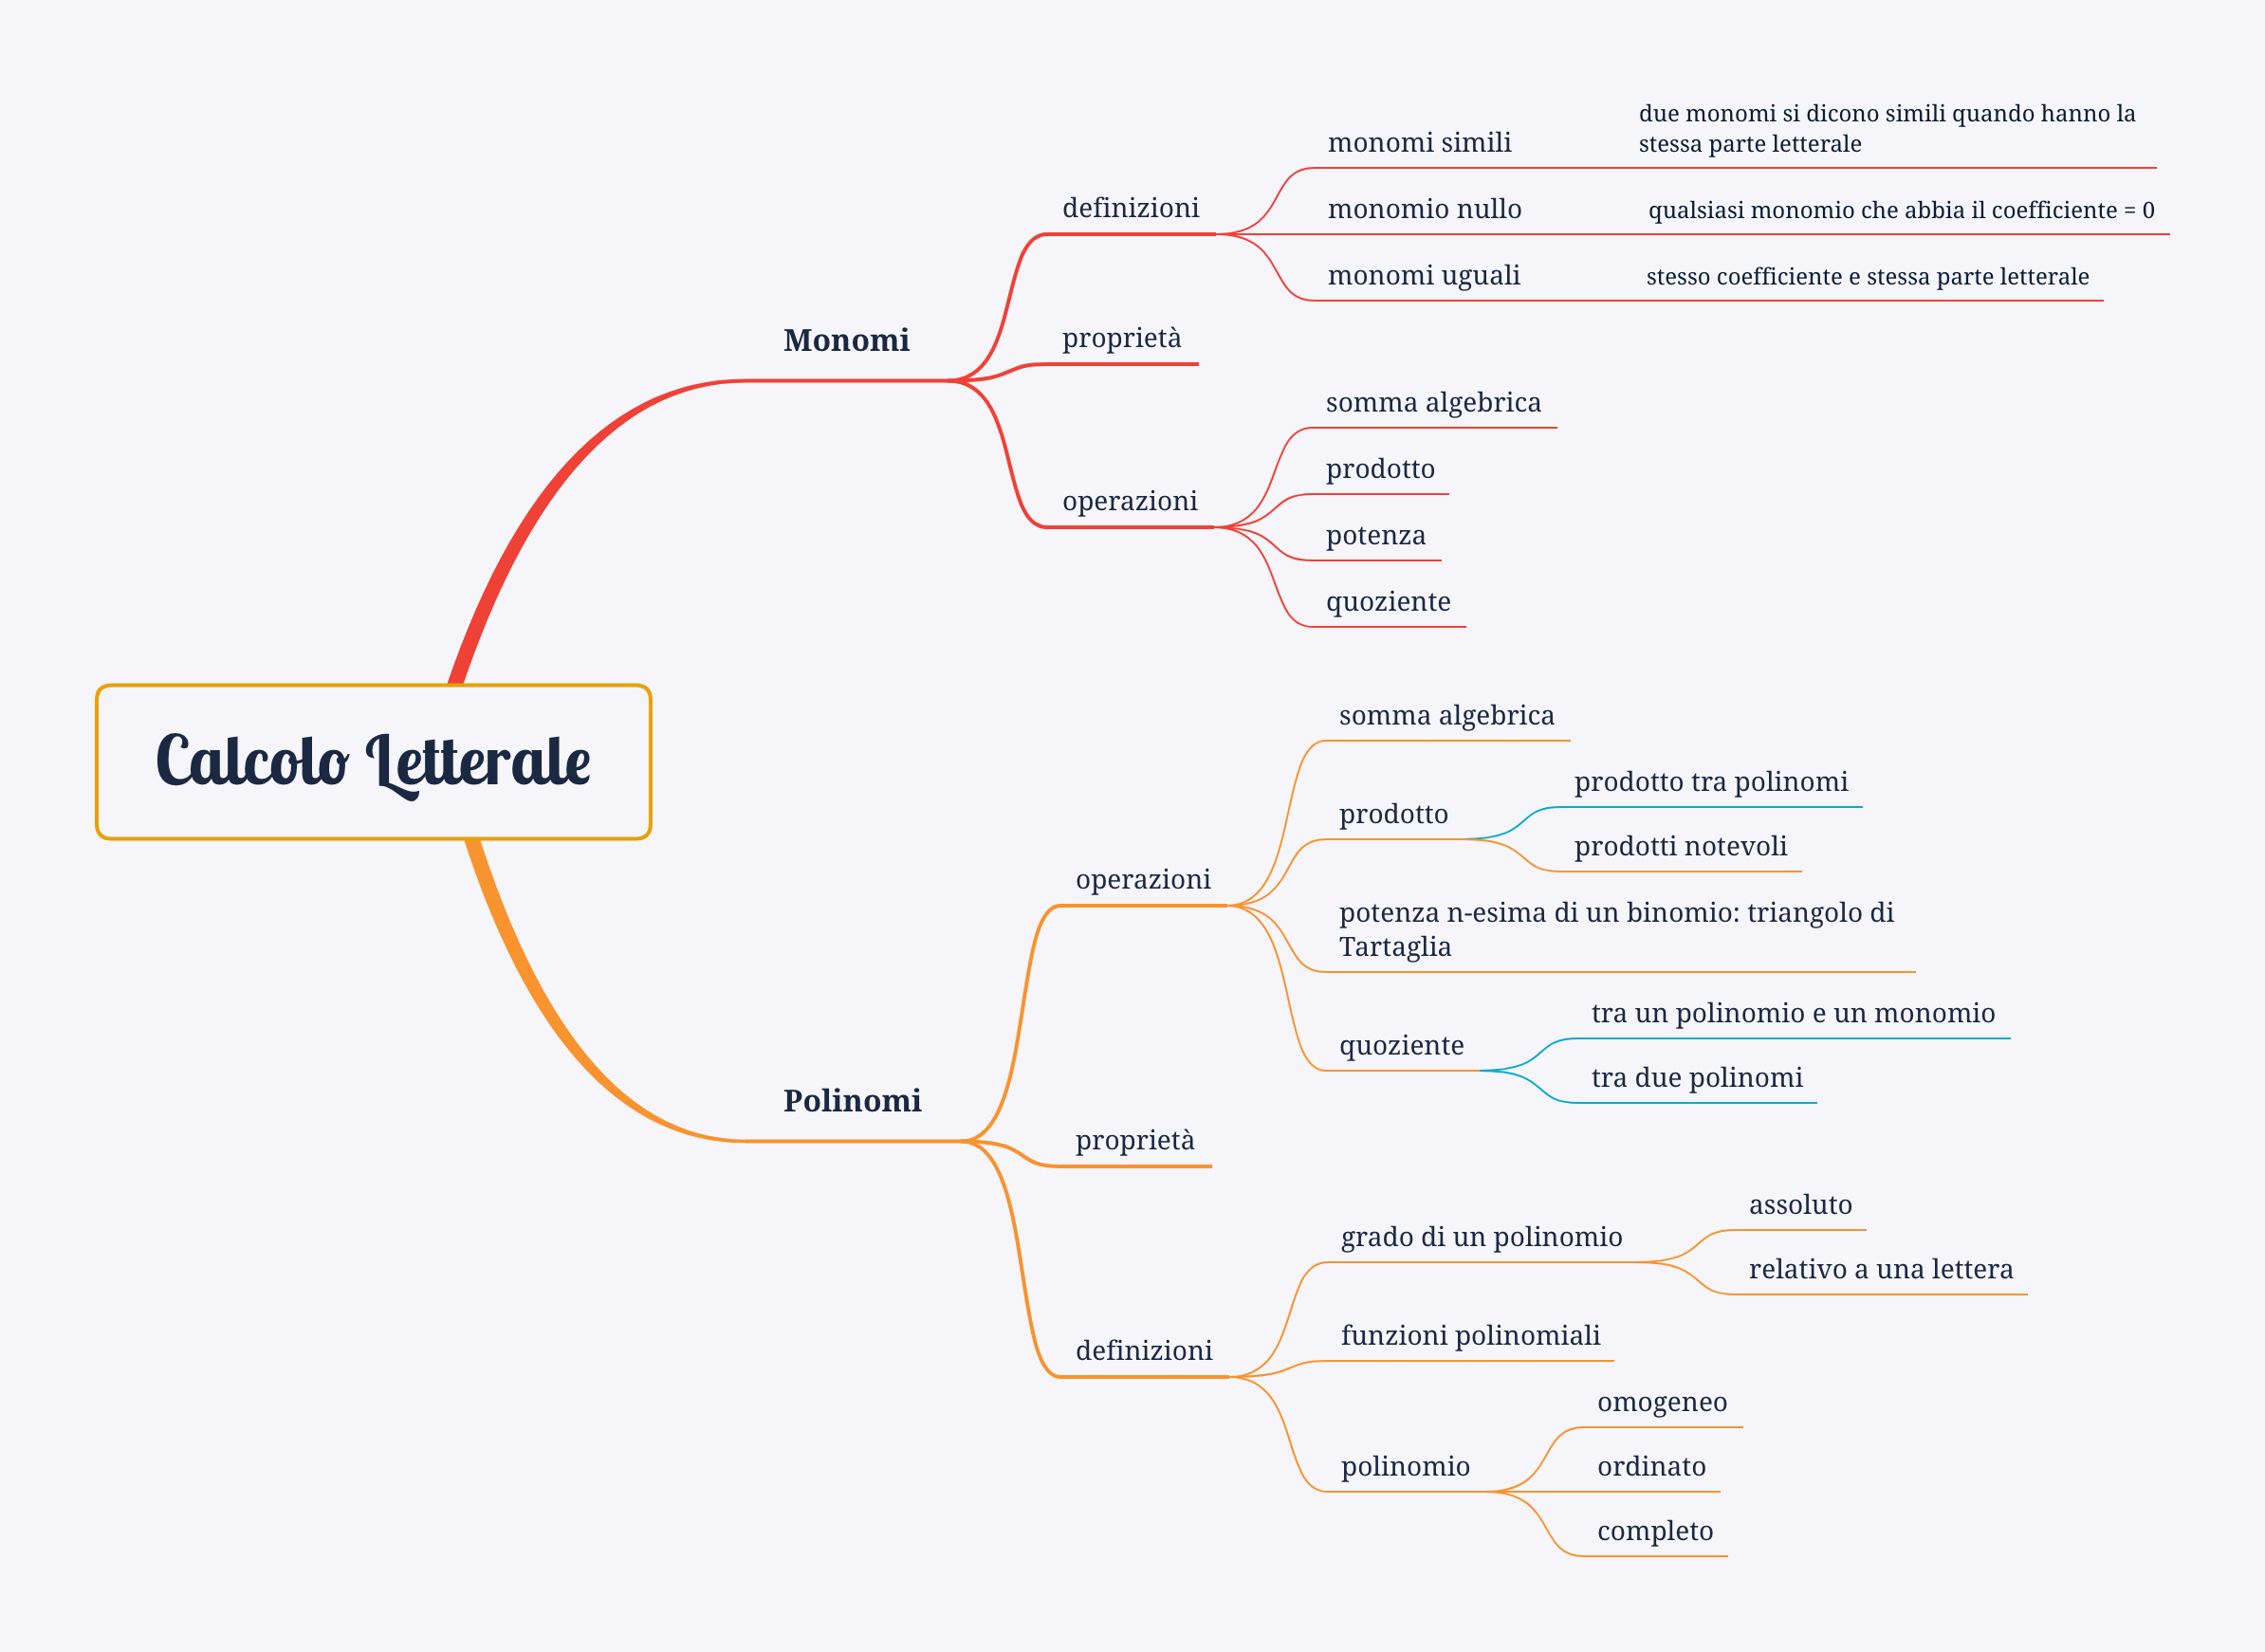 Calcolo Letterale
Monomi
definizioni
monomi simili
due monomi si dicono simili quando hanno la
stessa parte letterale
monomio nullo
qualsiasi monomio che abbia il coefficiente = 0
monomi uguali
stesso coefficiente e stessa parte letterale
proprietà
operazioni
somma algebrica
prodotto
potenza
quoziente
Polinomi
operazioni
somma algebrica
prodotto
prodotto tra polinomi
prodotti notevoli
potenza n-esima di un binomio: triangolo di
Tartaglia
quoziente
tra un polinomio e un monomio
tra due polinomi
proprietà
definizioni
grado di un polinomio
assoluto
relativo a una lettera
funzioni polinomiali
polinomio
omogeneo
ordinato
completo